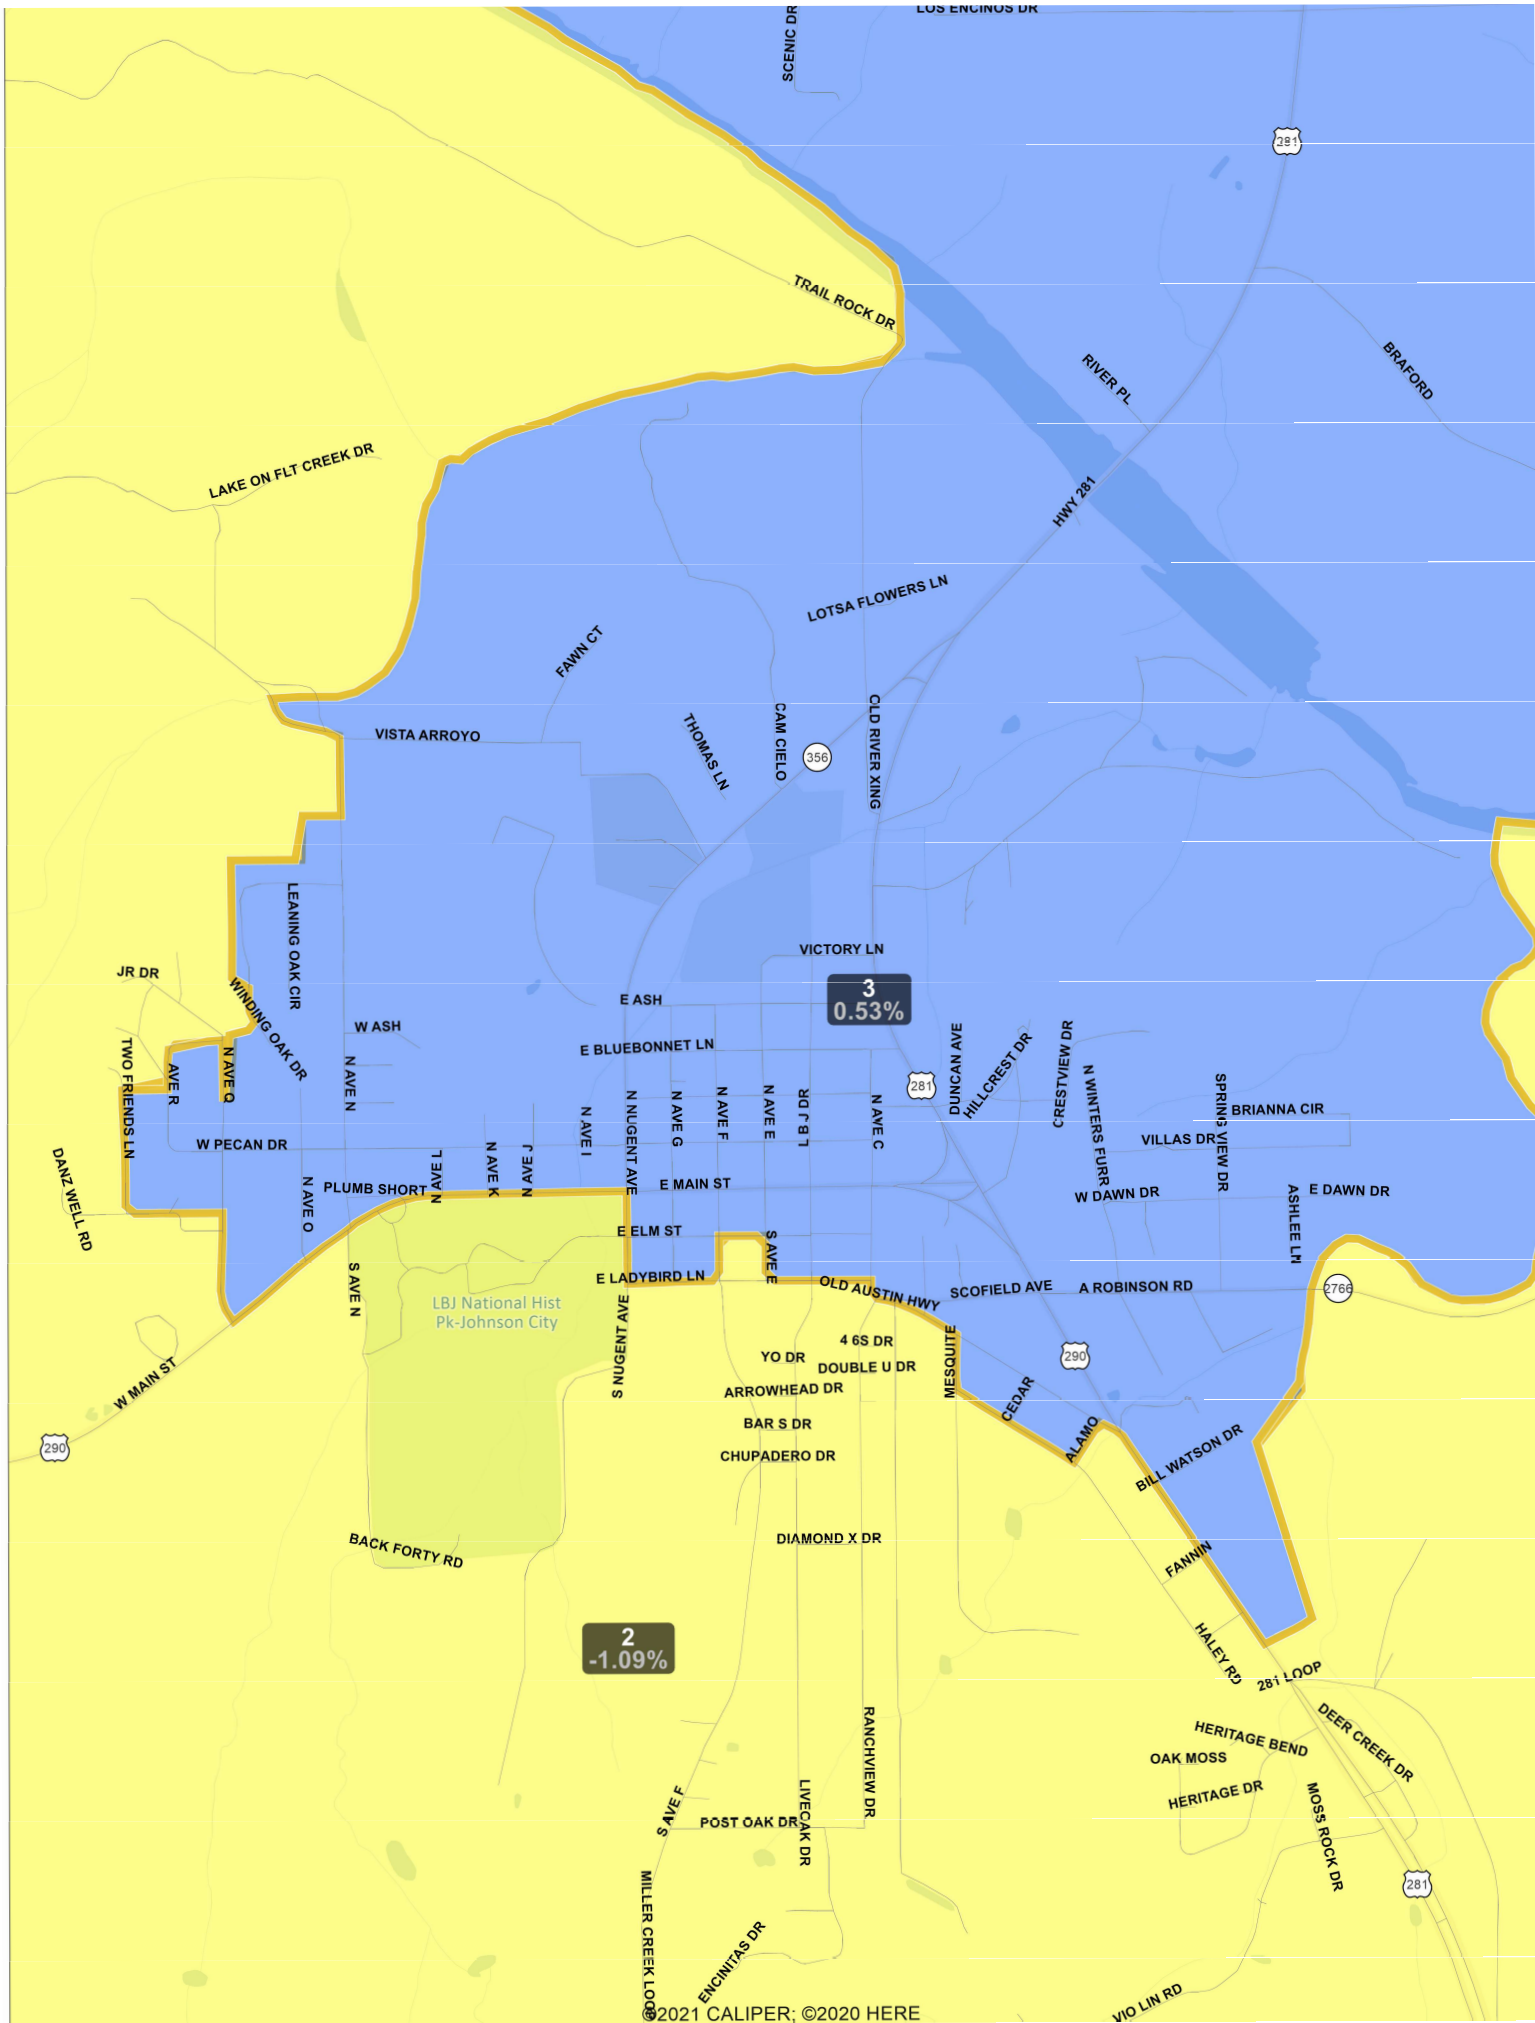 LOS ENCINOS DR
SCENIC DR
281
TRAIL ROCK DR
RIVER PL
BRAFORD
LAKE ON FLT CREEK DR
HWY 281
LOTSA FLOWERS LN
FAWN CT
VISTA ARROYO
THOMAS LN
CAM CIELO
OLD RIVER XING
356
LEANING OAK CIR
VICTORY LN
JR DR
WINDING OAK DR
3
0.53%
E ASH
W ASH
E BLUEBONNET LN
TWO FRIENDS LN
AVE R
N AVE Q
N AVE N
281
DUNCAN AVE
HILLCREST DR
CRESTVIEW DR
N WINTERS FURR
SPRING VIEW DR
BRIANNA CIR
VILLAS DR
N AVE I
N NUGENT AVE
N AVE G
N AVE F
N AVE E
L B J DR
N AVE C
W PECAN DR
DANZ WELL RD
N AVE O
PLUMB SHORT
N AVE L
N AVE K
N AVE J
E MAIN ST
W DAWN DR
E DAWN DR
ASHLEE LN
E ELM ST
S AVE E
E LADYBIRD LN
OLD AUSTIN HWY
SCOFIELD AVE
A ROBINSON RD
2766
S AVE N
LBJ National Hist
Pk-Johnson City
S NUGENT AVE
4 6S DR
YO DR
DOUBLE U DR
MESQUITE
290
ARROWHEAD DR
CEDAR
W MAIN ST
290
BAR S DR
ALAMO
CHUPADERO DR
BILL WATSON DR
BACK FORTY RD
DIAMOND X DR
FANNIN
2
-1.09%
HALEY RD
281 LOOP
DEER CREEK DR
HERITAGE BEND
OAK MOSS
HERITAGE DR
MOSS ROCK DR
RANCHVIEW DR
S AVE F
POST OAK DR
LIVEOAK DR
281
MILLER CREEK LOOP
ENCINITAS DR
VIO LIN RD
©2021 CALIPER; ©2020 HERE